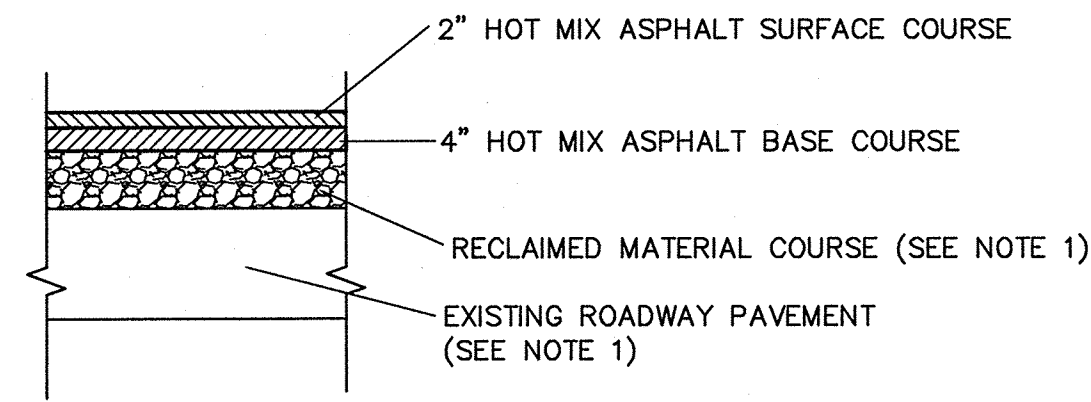 2" HOT MIX ASPHALT SURFACE COURSE
4" HOT MIX ASPHALT BASE COURSE
RECLAIMED MATERIAL COURSE (SEE NOTE 1)
EXISTING ROADWAY PAVEMENT
(SEE NOTE 1)